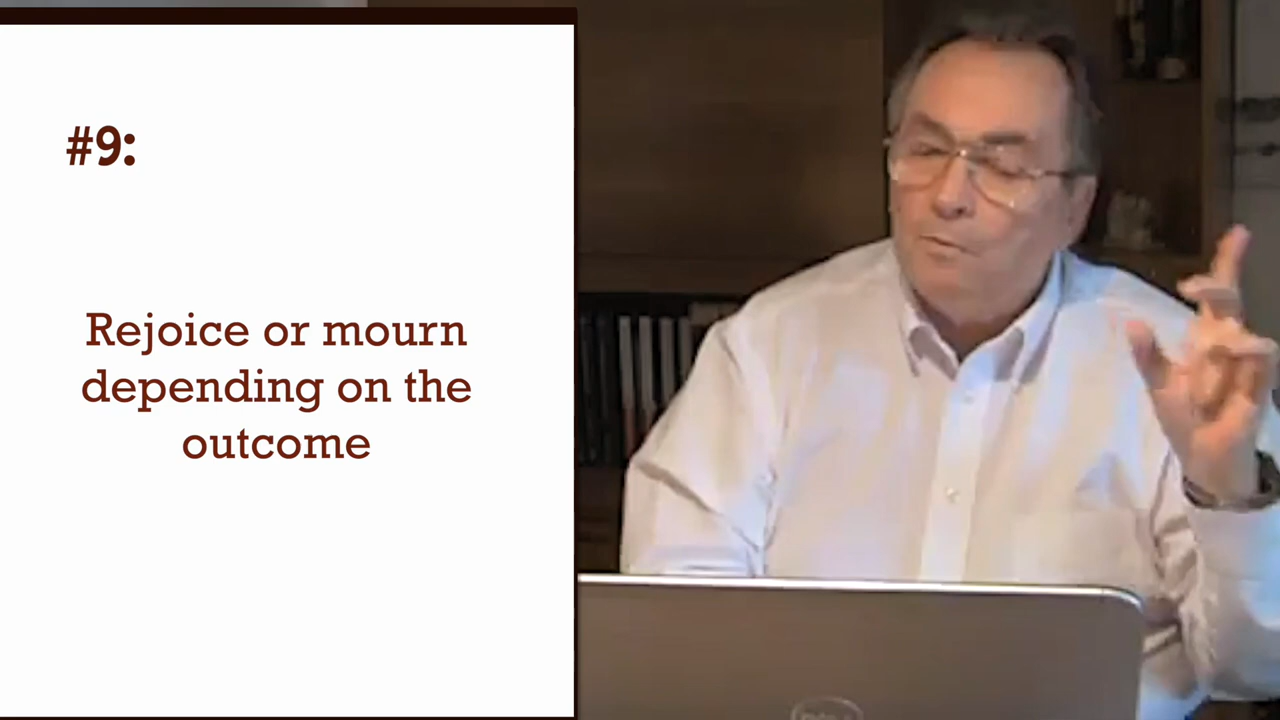 #9:
Rejoice or mourn
depending on the
outcome